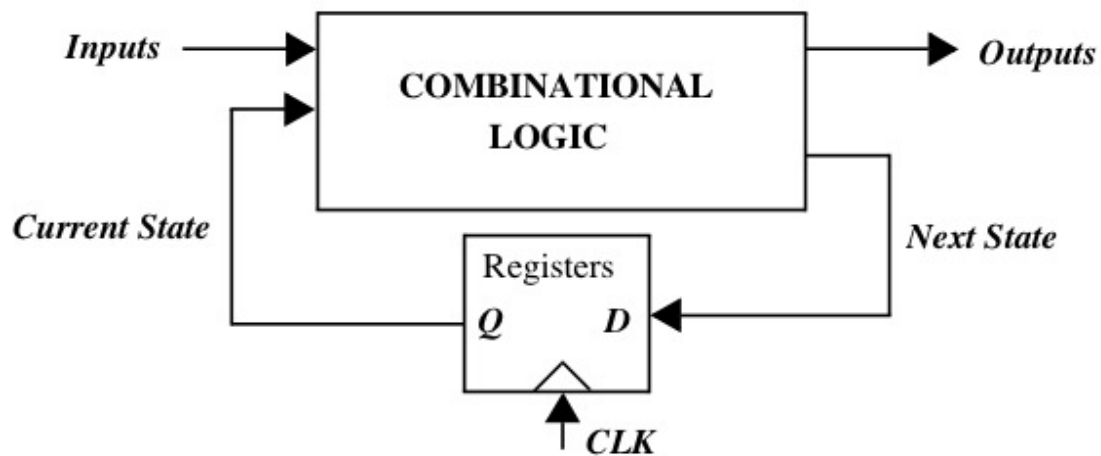 Inputs
Outputs
COMBINATIONAL
LOGIC
Current State
Next State
Registers
Q D
CLK